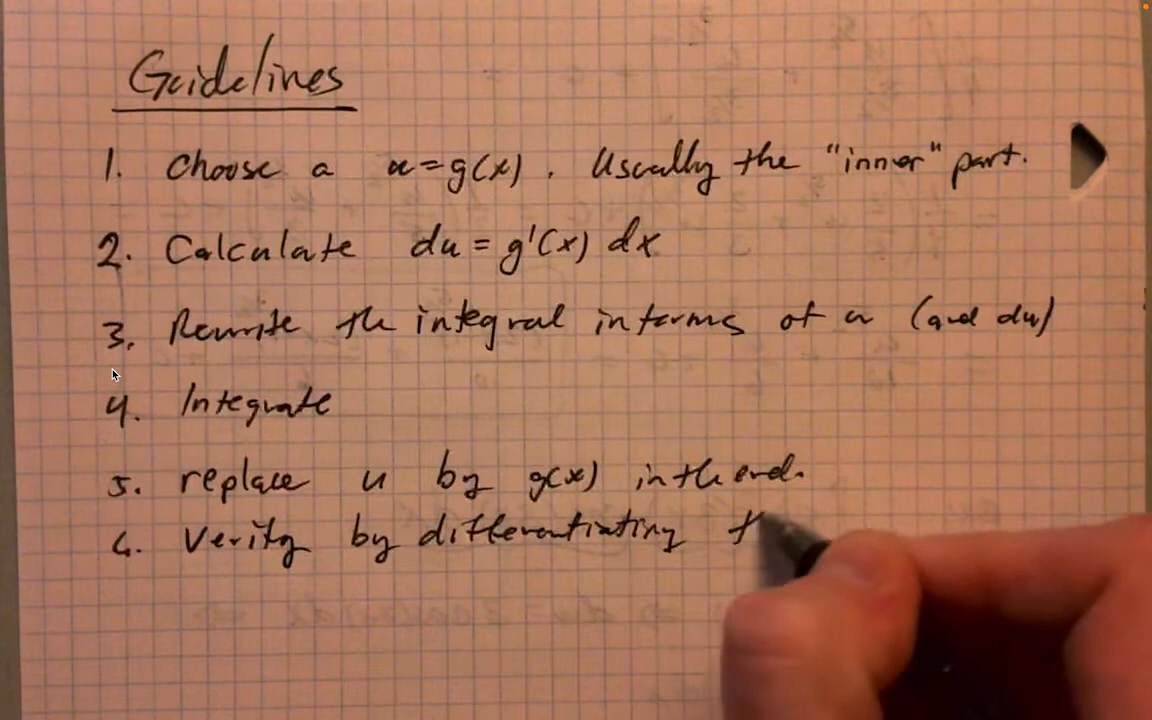 Guidelines
1. Choose a u=g(x). Usually the "inner" part.
2. Calculate du = g'(x) dx
3. Rewrite the integral in terms of u (and du)
4. Integrate
5. replace u by g(x) in the end.
6. Verify by differentiating t